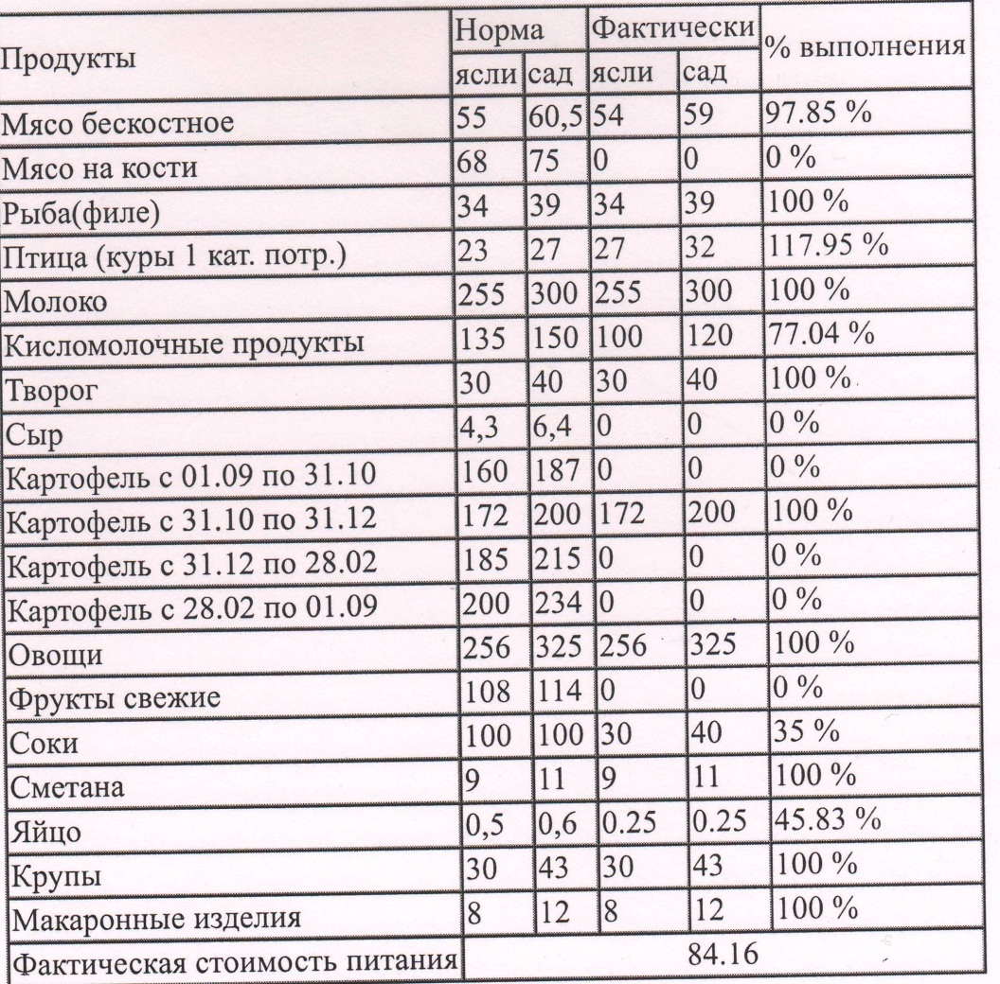 Продукты Норма Фактически % выполнения
ясли сад ясли сад
Мясо бескостное 55 60,5 54 59 97.85 %
Мясо на кости 68 75 0 0 0 %
Рыба(филе) 34 39 34 39 100 %
Птица (куры 1 кат. потр.) 23 27 27 32 117.95 %
Молоко 255 300 255 300 100 %
Кисломолочные продукты 135 150 100 120 77.04 %
Творог 30 40 30 40 100 %
Сыр 4,3 6,4 0 0 0 %
Картофель с 01.09 по 31.10 160 187 0 0 0 %
Картофель с 31.10 по 31.12 172 200 172 200 100 %
Картофель с 31.12 по 28.02 185 215 0 0 0 %
Картофель с 28.02 по 01.09 200 234 0 0 0 %
Овощи 256 325 256 325 100 %
Фрукты свежие 108 114 0 0 0 %
Соки 100 100 30 40 35 %
Сметана 9 11 9 11 100 %
Яйцо 0,5 0,6 0.25 0.25 45.83 %
Крупы 30 43 30 43 100 %
Макаронные изделия 8 12 8 12 100 %
Фактическая стоимость питания 84.16